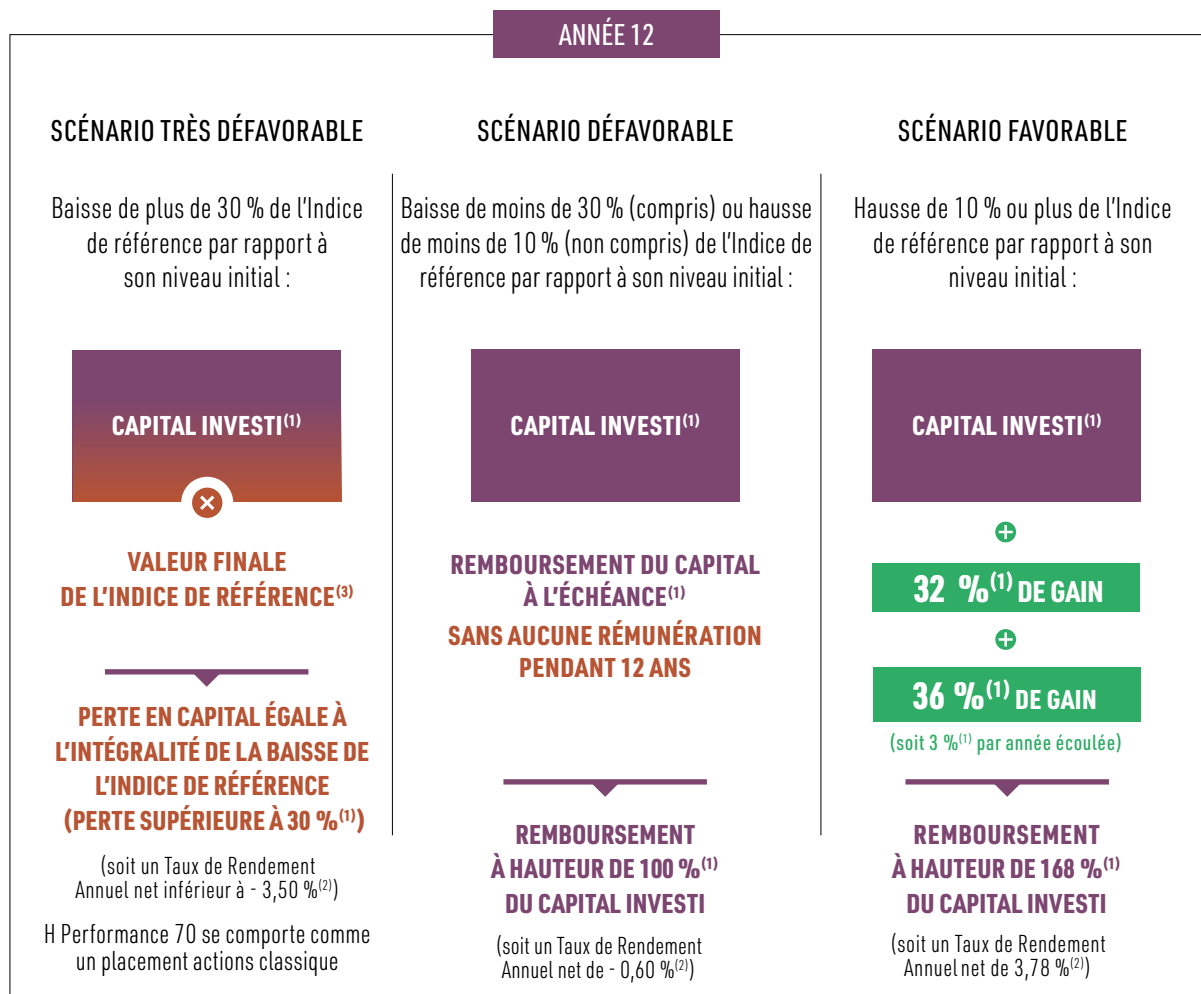 ANNÉE 12
SCÉNARIO TRÈS DÉFAVORABLE
Baisse de plus de 30 % de l'Indice
de référence par rapport à
son niveau initial :
CAPITAL INVESTI(1)
VALEUR FINALE
DE L'INDICE DE RÉFÉRENCE(3)
PERTE EN CAPITAL ÉGALE À
L'INTÉGRALITÉ DE LA BAISSE DE
L'INDICE DE RÉFÉRENCE
(PERTE SUPÉRIEURE À 30 %(1))
(soit un Taux de Rendement
Annuel net inférieur à - 3,50 %(2))
H Performance 70 se comporte comme
un placement actions classique
SCÉNARIO DÉFAVORABLE
Baisse de moins de 30 % (compris) ou hausse
de moins de 10 % (non compris) de l'Indice de
référence par rapport à son niveau initial :
CAPITAL INVESTI(1)
REMBOURSEMENT DU CAPITAL
À L'ÉCHÉANCE(1)
SANS AUCUNE RÉMUNÉRATION
PENDANT 12 ANS
REMBOURSEMENT
À HAUTEUR DE 100 %(1)
DU CAPITAL INVESTI
(soit un Taux de Rendement
Annuel net de - 0,60 %(2))
SCÉNARIO FAVORABLE
Hausse de 10 % ou plus de l'Indice
de référence par rapport à son
niveau initial :
CAPITAL INVESTI(1)
+
32 %(1) DE GAIN
+
36 %(1) DE GAIN
(soit 3 %(1) par année écoulée)
REMBOURSEMENT
À HAUTEUR DE 168 %(1)
DU CAPITAL INVESTI
(soit un Taux de Rendement
Annuel net de 3,78 %(2))